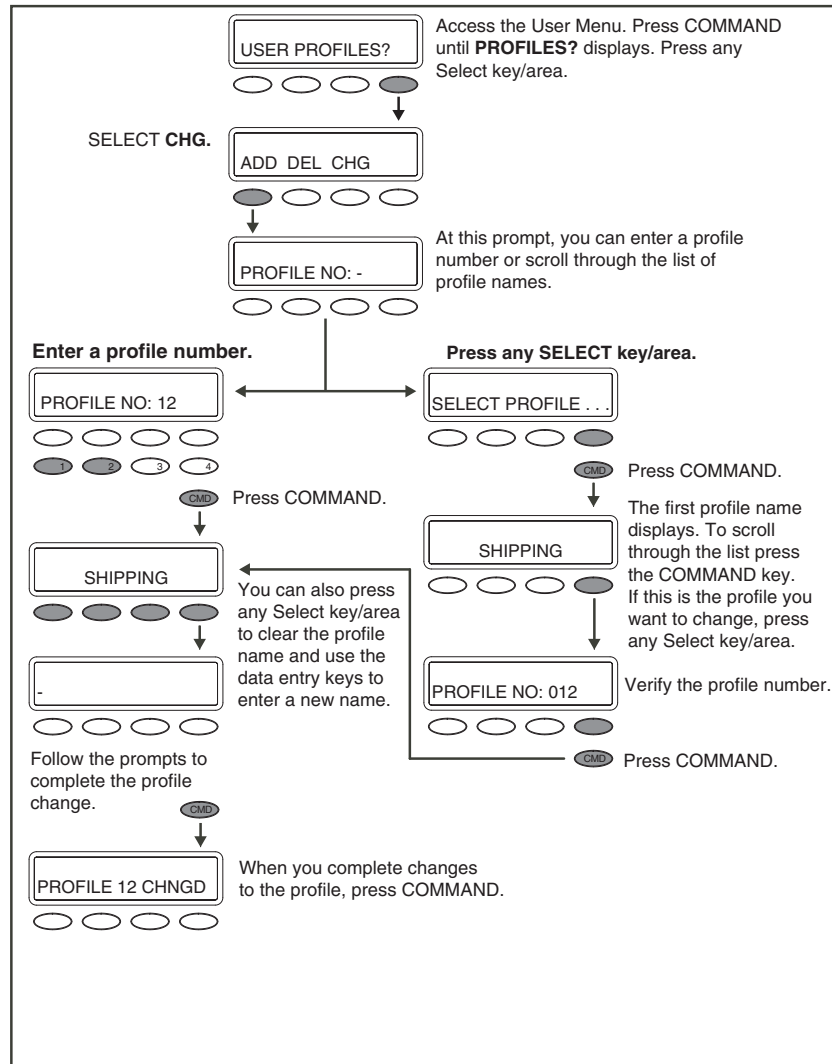 USER PROFILES?
Access the User Menu. Press COMMAND
until PROFILES? displays. Press any
Select key/area.
SELECT CHG.
ADD DEL CHG
PROFILE NO: -
At this prompt, you can enter a profile
number or scroll through the list of
profile names.
Enter a profile number.
PROFILE NO: 12
1 2 3 4
CMD Press COMMAND.
SHIPPING
You can also press
any Select key/area
to clear the profile
name and use the
data entry keys to
enter a new name.
-
Follow the prompts to
complete the profile
change.
CMD
PROFILE 12 CHNGD
When you complete changes
to the profile, press COMMAND.
Press any SELECT key/area.
SELECT PROFILE . . .
CMD Press COMMAND.
SHIPPING
The first profile name
displays. To scroll
through the list press
the COMMAND key.
If this is the profile you
want to change, press
any Select key/area.
PROFILE NO: 012
Verify the profile number.
CMD Press COMMAND.